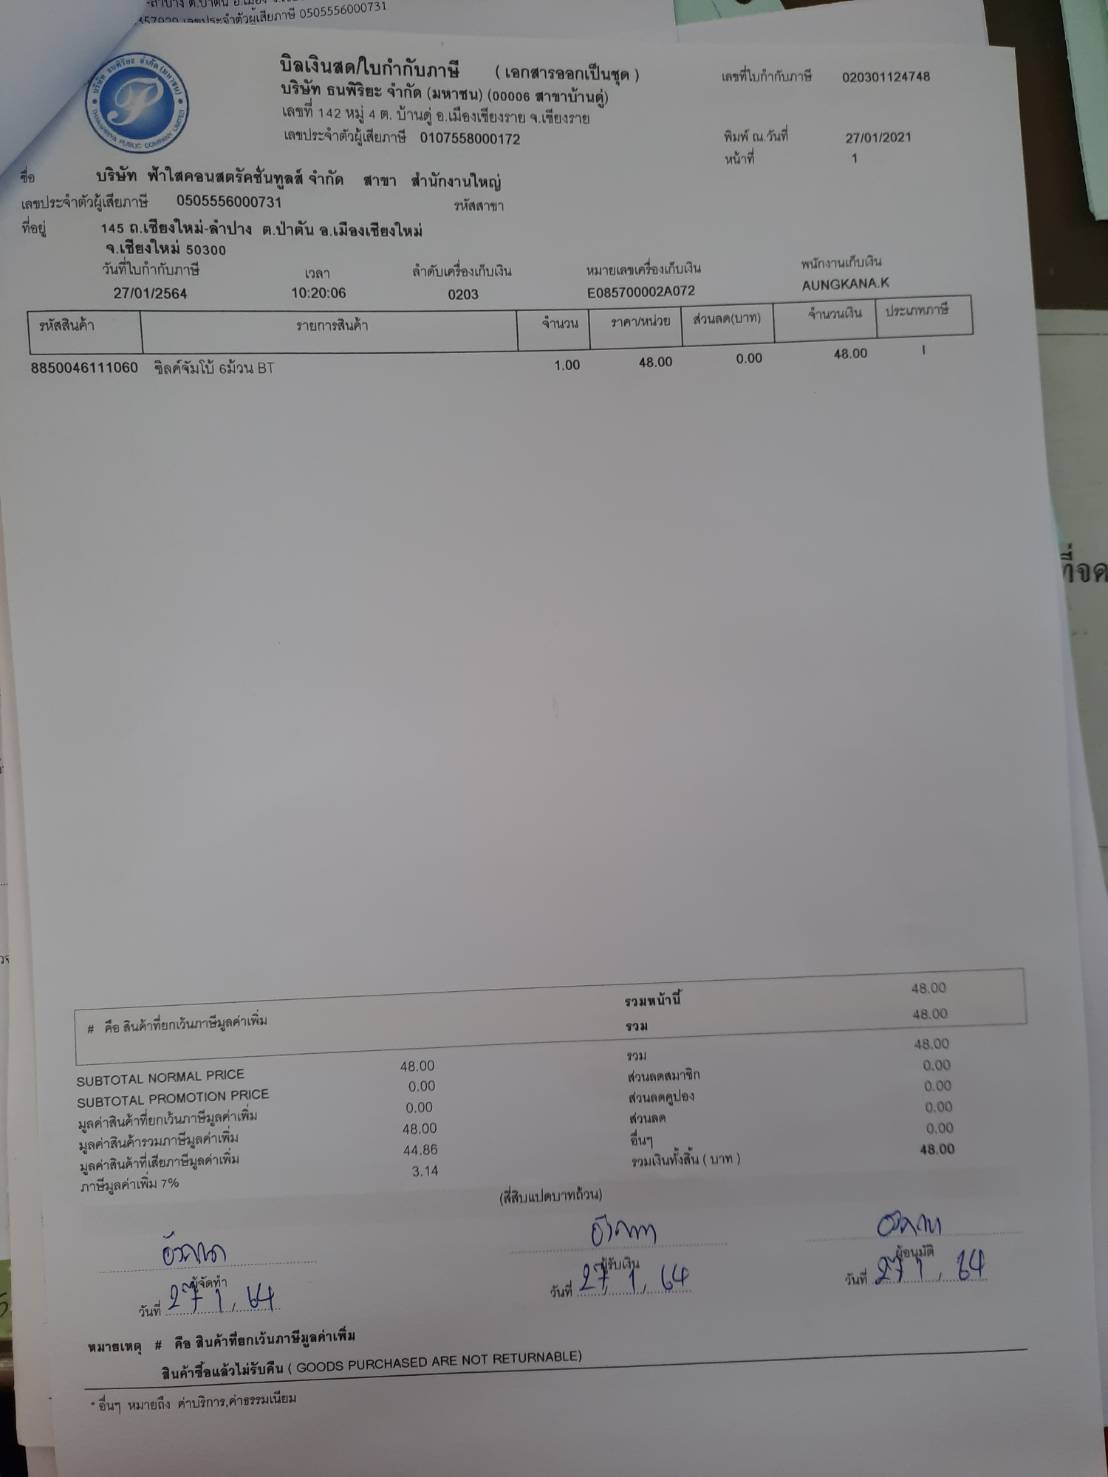 บิลเงินสด/ใบกำกับภาษี ( เอกสารออกเป็นชุด ) เลขที่ใบกำกับภาษี 020301124748
บริษัท ธนพิริยะ จำกัด (มหาชน) (00006 สาขาบ้านดู่)
เลขที่ 142 หมู่ 4 ต. บ้านดู่ อ.เมืองเชียงราย จ.เชียงราย
เลขประจำตัวผู้เสียภาษี 0107558000172 พิมพ์ ณ.วันที่ 27/01/2021
หน้าที่ 1
ชื่อ บริษัท ฟ้าใสคอนสตรัคชั่นทูลส์ จำกัด สาขา สำนักงานใหญ่
เลขประจำตัวผู้เสียภาษี 0505556000731 รหัสสาขา
ที่อยู่ 145 ถ.เชียงใหม่-ลำปาง ต.ป่าตัน อ.เมืองเชียงใหม่
จ.เชียงใหม่ 50300
วันที่ใบกำกับภาษี เวลา ลำดับเครื่องเก็บเงิน หมายเลขเครื่องเก็บเงิน พนักงานเก็บเงิน
27/01/2564 10:20:06 0203 E085700002A072 AUNGKANA.K
รหัสสินค้า รายการสินค้า จำนวน ราคา/หน่วย ส่วนลด(บาท) จำนวนเงิน ประเภทภาษี
8850046111060 ซิลค์จัมโบ้ 6ม้วน BT 1.00 48.00 0.00 48.00 I
# คือ สินค้าที่ยกเว้นภาษีมูลค่าเพิ่ม รวมหน้านี้ 48.00
รวม 48.00
SUBTOTAL NORMAL PRICE 48.00 รวม 48.00
SUBTOTAL PROMOTION PRICE 0.00 ส่วนลดสมาชิก 0.00
มูลค่าสินค้าที่ยกเว้นภาษีมูลค่าเพิ่ม 0.00 ส่วนลดคูปอง 0.00
มูลค่าสินค้ารวมภาษีมูลค่าเพิ่ม 48.00 ส่วนลด 0.00
มูลค่าสินค้าที่เสียภาษีมูลค่าเพิ่ม 44.86 อื่นๆ 0.00
ภาษีมูลค่าเพิ่ม 7% 3.14 รวมเงินทั้งสิ้น ( บาท ) 48.00
(สี่สิบแปดบาทถ้วน)
ผู้จัดทำ ผู้รับเงิน ผู้อนุมัติ
วันที่ 27 1, 64 วันที่ 27 1, 64 วันที่ 27 1, 64
หมายเหตุ # คือ สินค้าที่ยกเว้นภาษีมูลค่าเพิ่ม
สินค้าซื้อแล้วไม่รับคืน ( GOODS PURCHASED ARE NOT RETURNABLE)
* อื่นๆ หมายถึง ค่าบริการ,ค่าธรรมเนียม